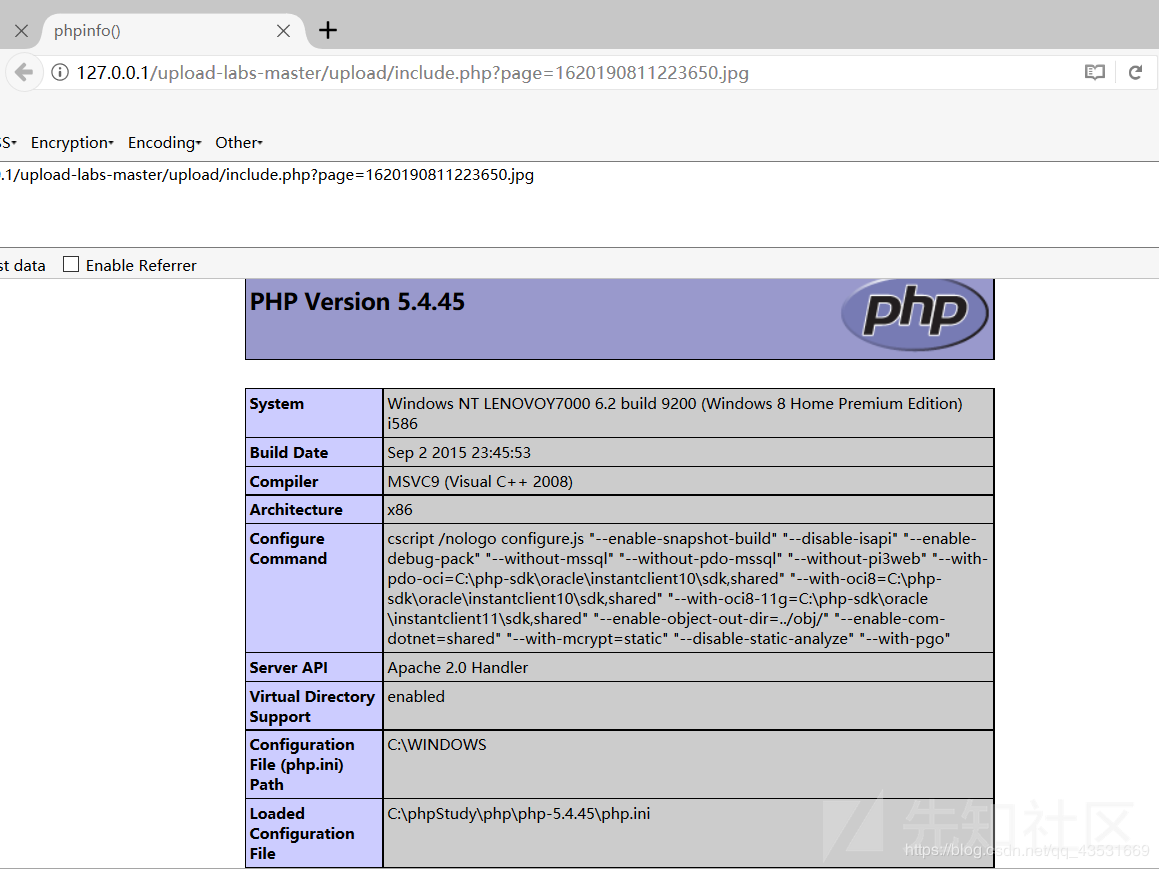 phpinfo()
127.0.0.1/upload-labs-master/upload/include.php?page=1620190811223650.jpg
SS Encryption Encoding Other
.1/upload-labs-master/upload/include.php?page=1620190811223650.jpg
st data Enable Referrer
PHP Version 5.4.45
php
System Windows NT LENOVOY7000 6.2 build 9200 (Windows 8 Home Premium Edition)
i586
Build Date Sep 2 2015 23:45:53
Compiler MSVC9 (Visual C++ 2008)
Architecture x86
Configure cscript /nologo configure.js "--enable-snapshot-build" "--disable-isapi" "--enable-
Command debug-pack" "--without-mssql" "--without-pdo-mssql" "--without-pi3web" "--with-
pdo-oci=C:\php-sdk\oracle\instantclient10\sdk,shared" "--with-oci8=C:\php-
sdk\oracle\instantclient10\sdk,shared" "--with-oci8-11g=C:\php-sdk\oracle
\instantclient11\sdk,shared" "--enable-object-out-dir=../obj/" "--enable-com-
dotnet=shared" "--with-mcrypt=static" "--disable-static-analyze" "--with-pgo"
Server API Apache 2.0 Handler
Virtual Directory enabled
Support
Configuration C:\WINDOWS
File (php.ini)
Path
Loaded C:\phpStudy\php\php-5.4.45\php.ini
Configuration
File
先知社区
https://blog.csdn.net/qq_43531669